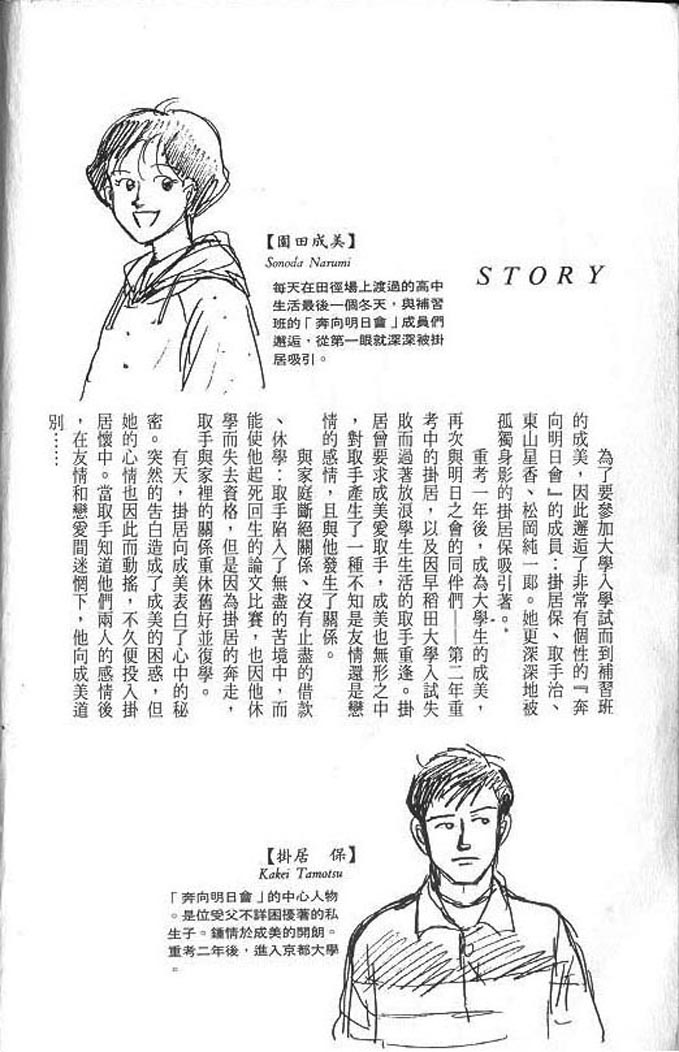 STORY
【園田成美】
Sonoda Narumi
每天在田徑場上渡過的高中
生活最後一個冬天，與補習
班的「奔向明日會」成員們
邂逅，從第一眼就深深被掛
居吸引。
為了要參加大學入學試而到補習班
的成美，因此邂逅了非常有個性的『奔
向明日會』的成員：掛居保、取手治、
東山星香、松岡純一郎。她更深深地被
孤獨身影的掛居保吸引著。
重考一年後，成為大學生的成美，
再次與明日之會的同伴們——第二年重
考中的掛居，以及因早稻田大學入試失
敗而過著放浪學生生活的取手重逢。掛
居曾要求成美愛取手，成美也無形之中
，對取手產生了一種不知是友情還是戀
情的感情，且與他發生了關係。
與家庭斷絕關係、沒有止盡的借款
、休學：取手陷入了無盡的苦境中，而
能使他起死回生的論文比賽，也因他休
學而失去資格，但是因為掛居的奔走，
取手與家裡的關係重休舊好並復學。
有天，掛居向成美表白了心中的秘
密。突然的告白造成了成美的困惑，但
她的心情也因此而動搖，不久便投入掛
居懷中。當取手知道他們兩人的感情後
，在友情和戀愛間迷惘下，他向成美道
別……
【掛居　保】
Kakei Tamotsu
「奔向明日會」的中心人物
。是位受父不詳困擾著的私
生子。鍾情於成美的開朗。
重考二年後，進入京都大學
。